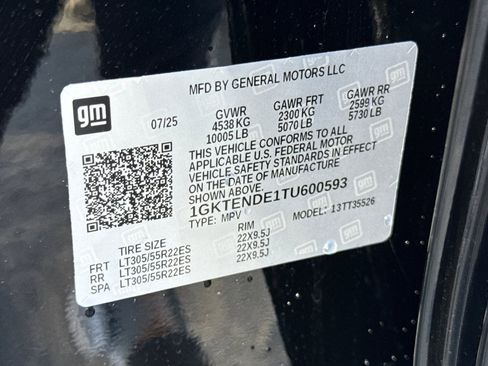 MFD BY GENERAL MOTORS LLC
gm
07/25
GVWR GAWR FRT GAWR RR
4538 KG 2300 KG 2599 KG
10005 LB 5070 LB 5730 LB
THIS VEHICLE CONFORMS TO ALL
APPLICABLE U.S. FEDERAL MOTOR
VEHICLE SAFETY STANDARDS IN EFFECT
ON THE DATE OF MANUFACTURE
1GKTENDE1TU600593
TYPE: MPV MODEL: 13TT35526
TIRE SIZE RIM
FRT LT305/55R22ES 22X9.5J
RR LT305/55R22ES 22X9.5J
SPA LT305/55R22ES 22X9.5J